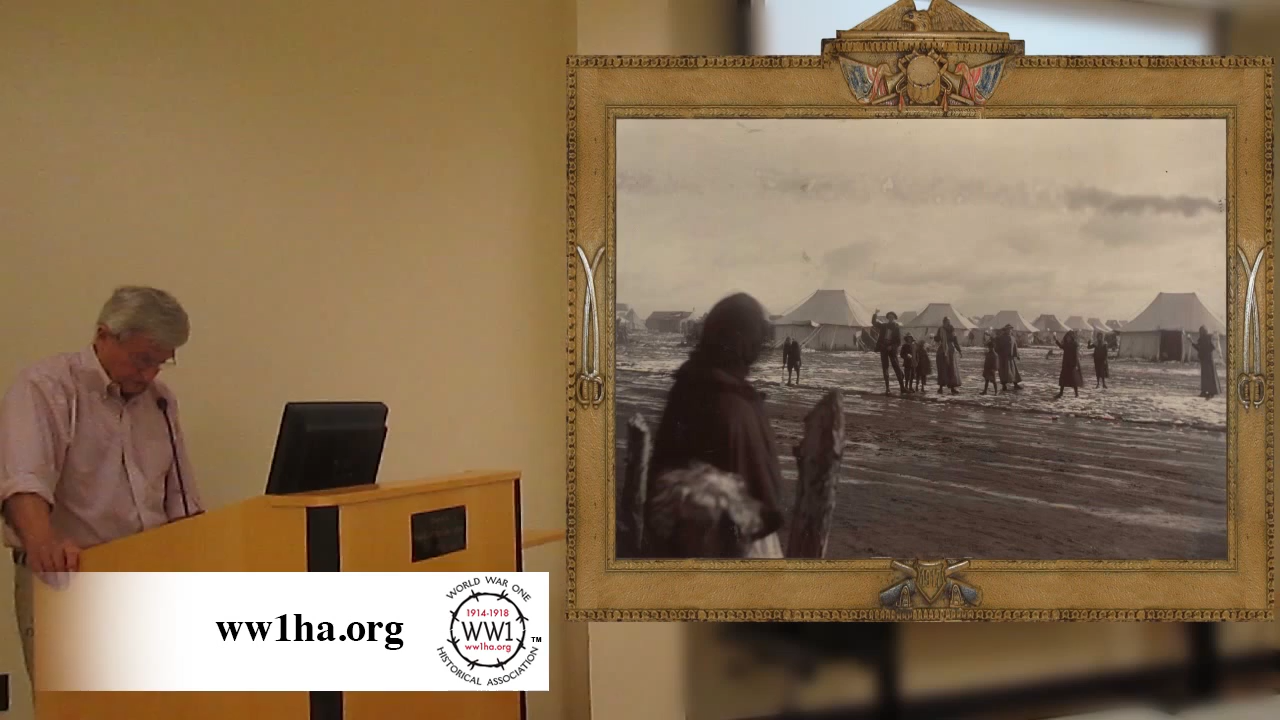 ww1ha.org
WORLD WAR ONE
1914-1918
WW1
ww1ha.org
HISTORICAL ASSOCIATION
TM